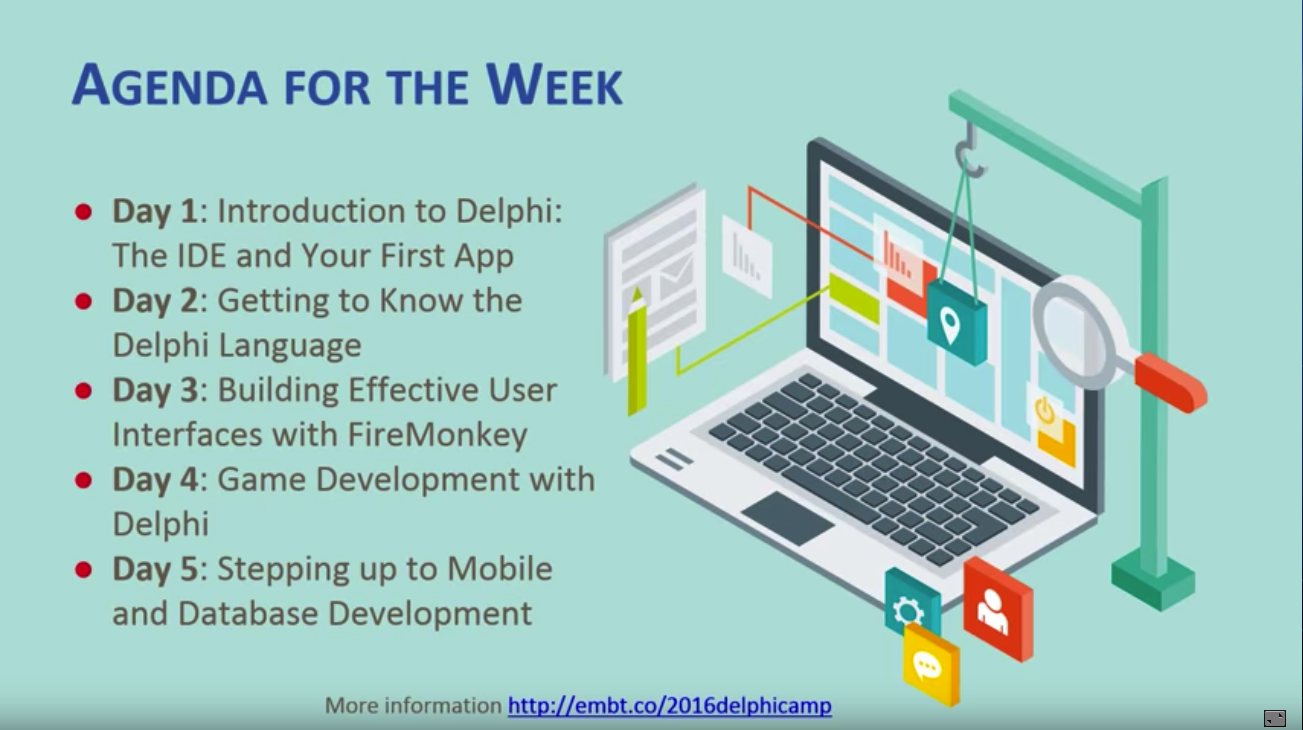 AGENDA FOR THE WEEK
● Day 1: Introduction to Delphi:
The IDE and Your First App
● Day 2: Getting to Know the
Delphi Language
● Day 3: Building Effective User
Interfaces with FireMonkey
● Day 4: Game Development with
Delphi
● Day 5: Stepping up to Mobile
and Database Development
More information http://embt.co/2016delphicamp